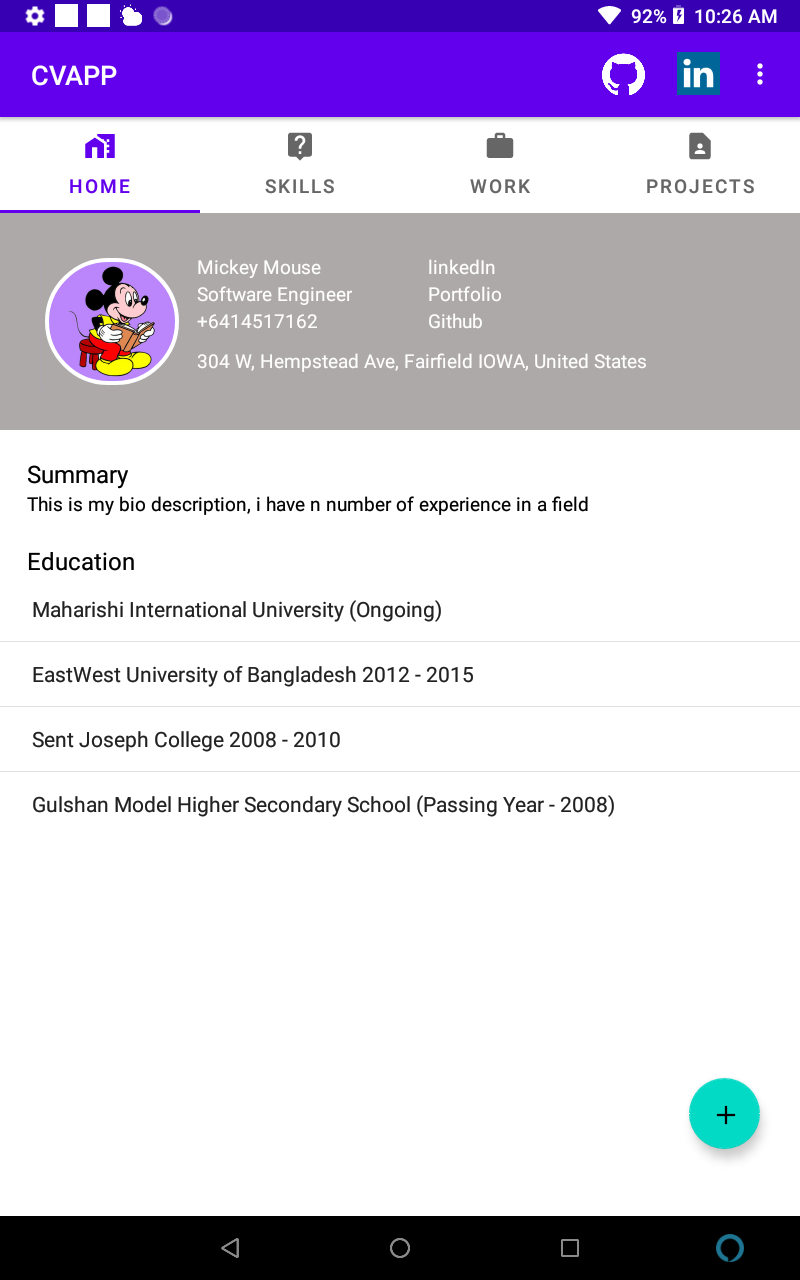 92% 10:26 AM
CVAPP
in
HOME SKILLS WORK PROJECTS
Mickey Mouse linkedIn
Software Engineer Portfolio
+6414517162 Github
304 W, Hempstead Ave, Fairfield IOWA, United States
Summary
This is my bio description, i have n number of experience in a field
Education
Maharishi International University (Ongoing)
EastWest University of Bangladesh 2012 - 2015
Sent Joseph College 2008 - 2010
Gulshan Model Higher Secondary School (Passing Year - 2008)
+